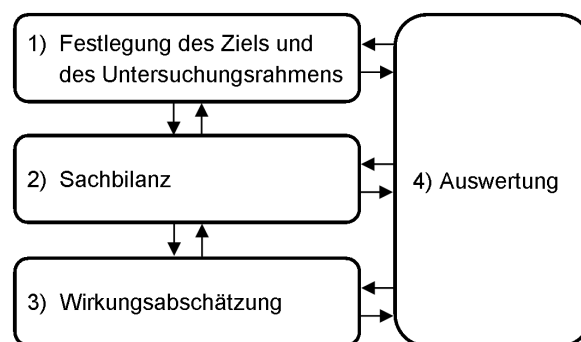 1) Festlegung des Ziels und
des Untersuchungsrahmens
2) Sachbilanz
4) Auswertung
3) Wirkungsabschätzung